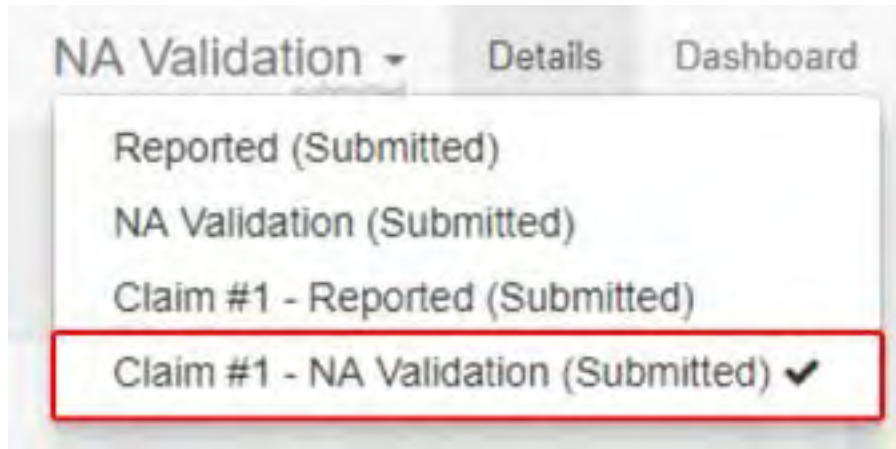 NA Validation Details Dashboard
Reported (Submitted)
NA Validation (Submitted)
Claim #1 - Reported (Submitted)
Claim #1 - NA Validation (Submitted)